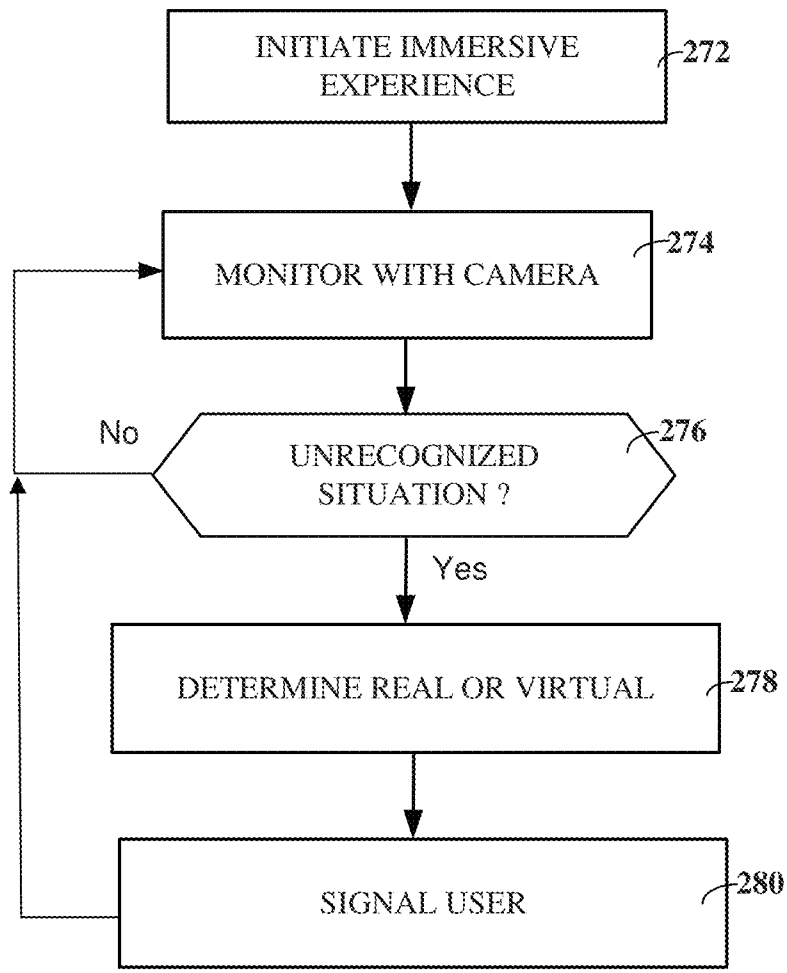 INITIATE IMMERSIVE
EXPERIENCE
272
MONITOR WITH CAMERA
274
No
UNRECOGNIZED
SITUATION ?
276
Yes
DETERMINE REAL OR VIRTUAL
278
SIGNAL USER
280